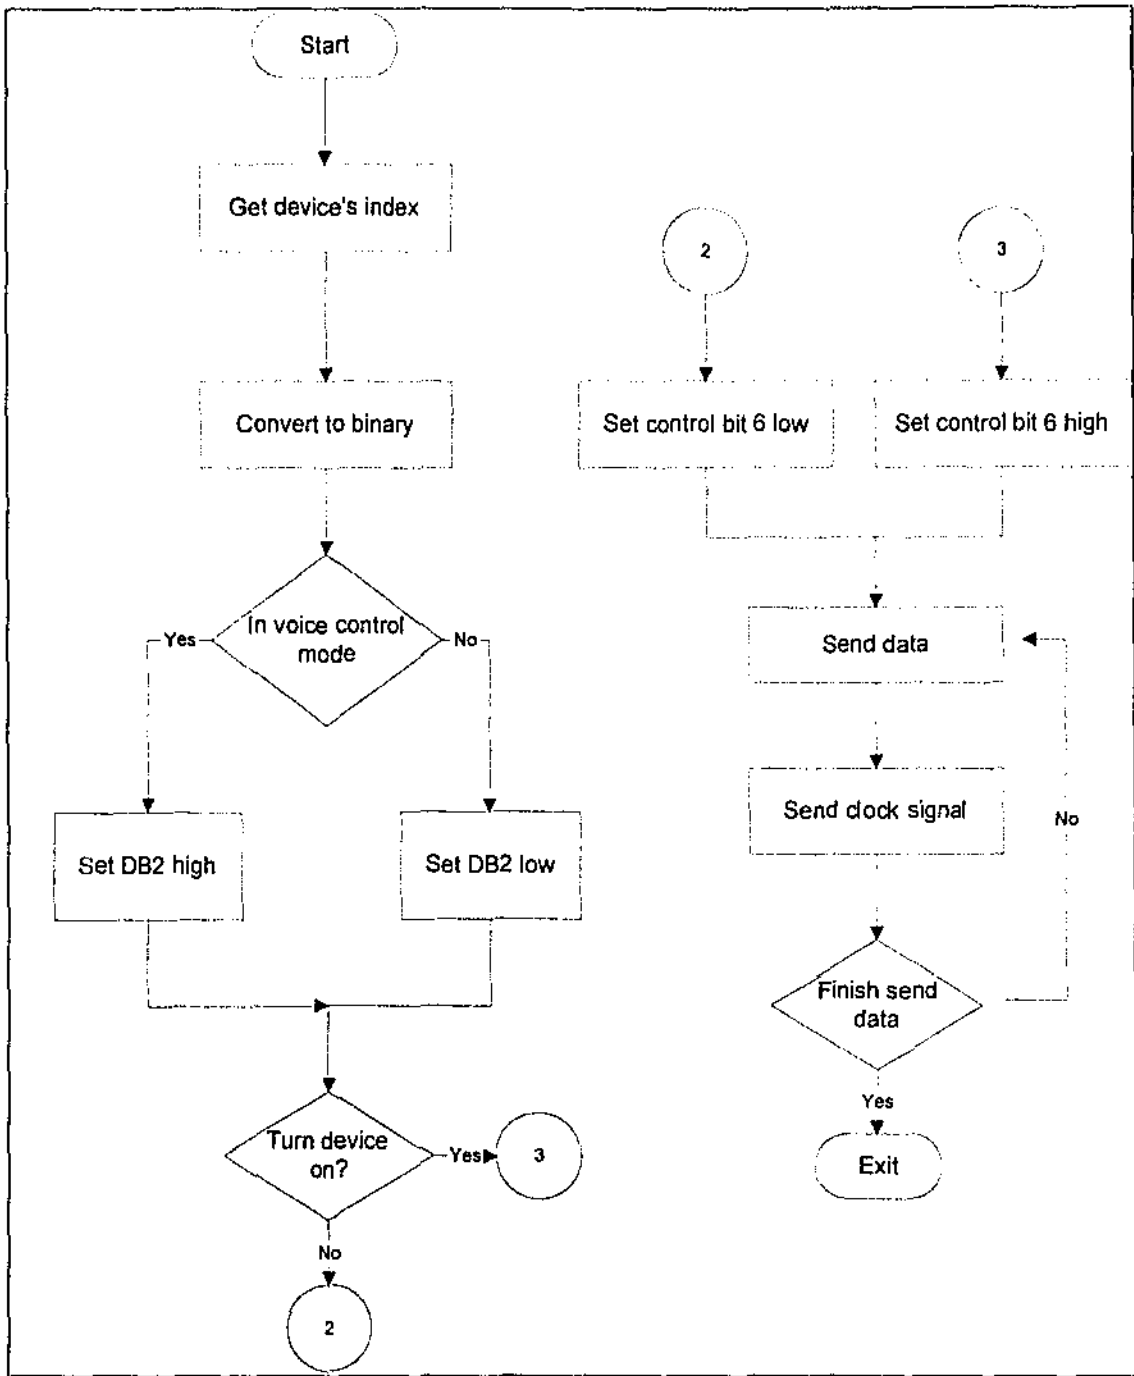 Start
Get device's index
Convert to binary
In voice control
mode
Yes
No
Set DB2 high
Set DB2 low
Turn device
on?
Yes
3
No
2
2
3
Set control bit 6 low
Set control bit 6 high
Send data
Send clock signal
No
Finish send
data
Yes
Exit